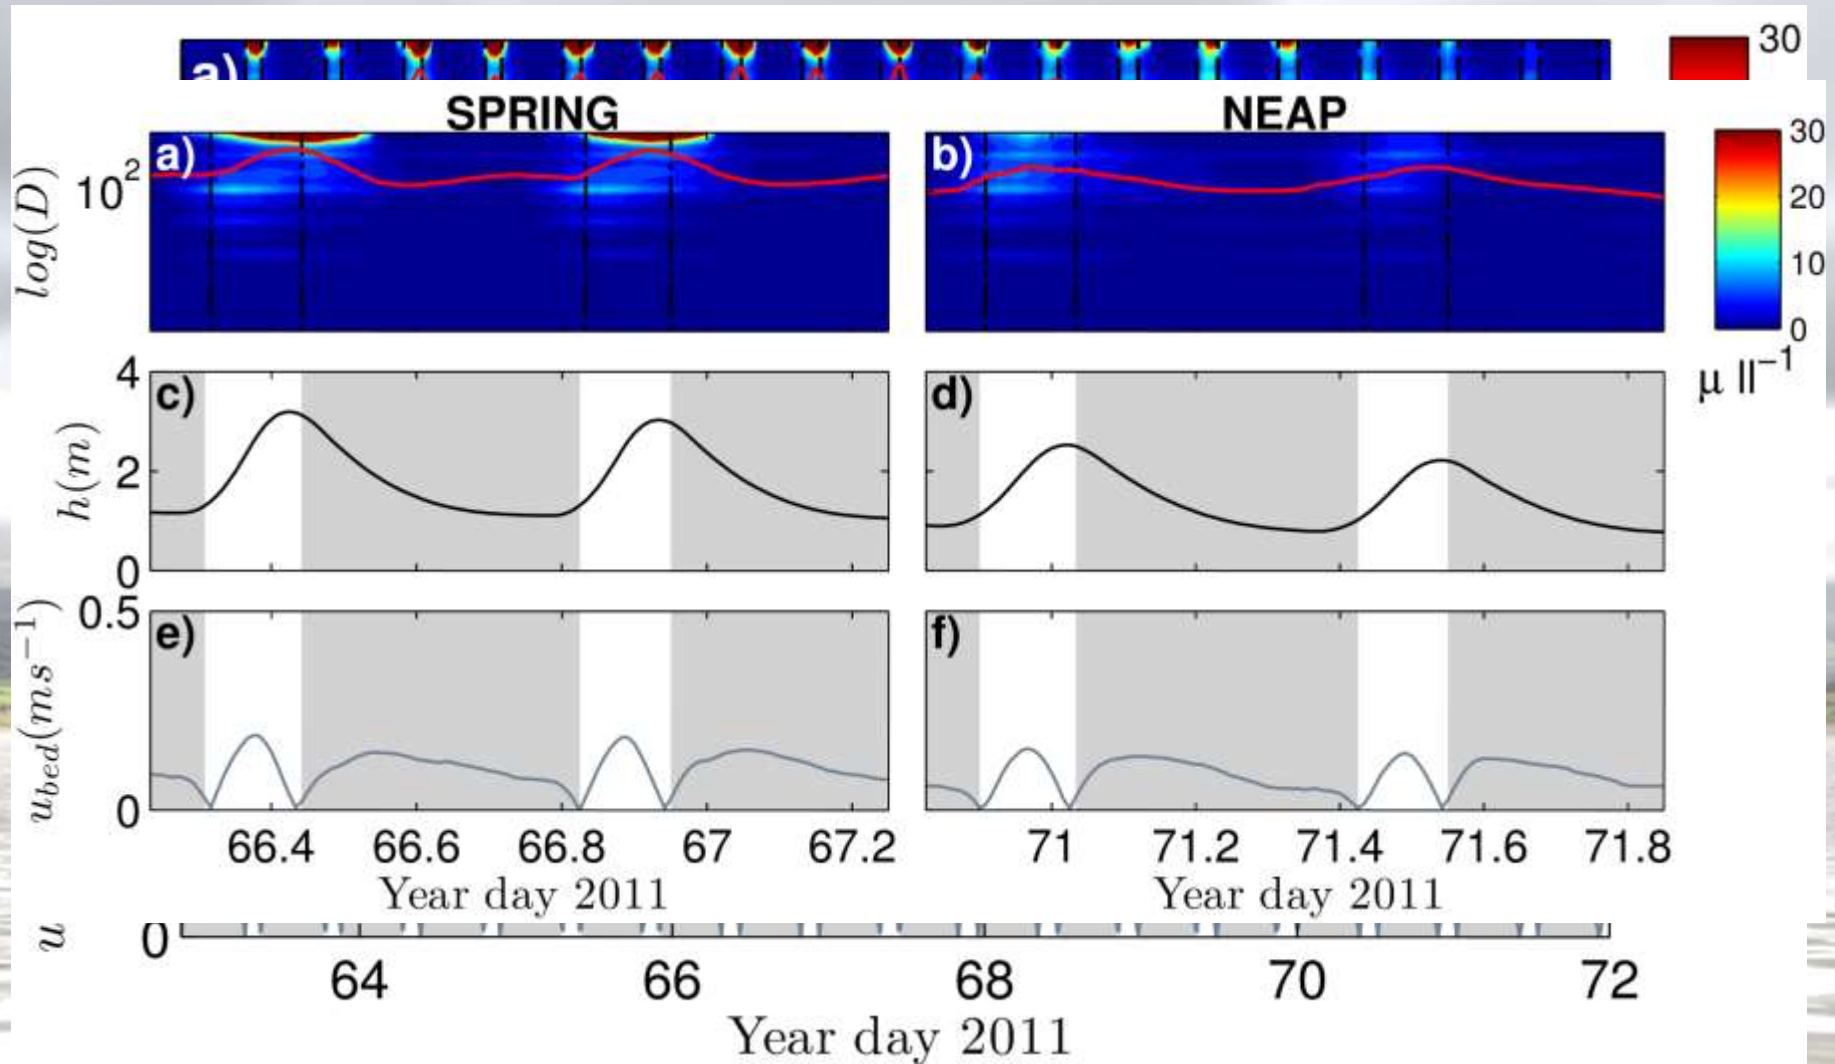 a)
30
SPRING NEAP
a) b)
log(D) 10²
30
20
10
0
μ ll⁻¹
c) d)
h(m) 4
2
0
e) f)
u_bed(ms⁻¹) 0.5
0
66.4 66.6 66.8 67 67.2 71 71.2 71.4 71.6 71.8
Year day 2011 Year day 2011
u 0
64 66 68 70 72
Year day 2011